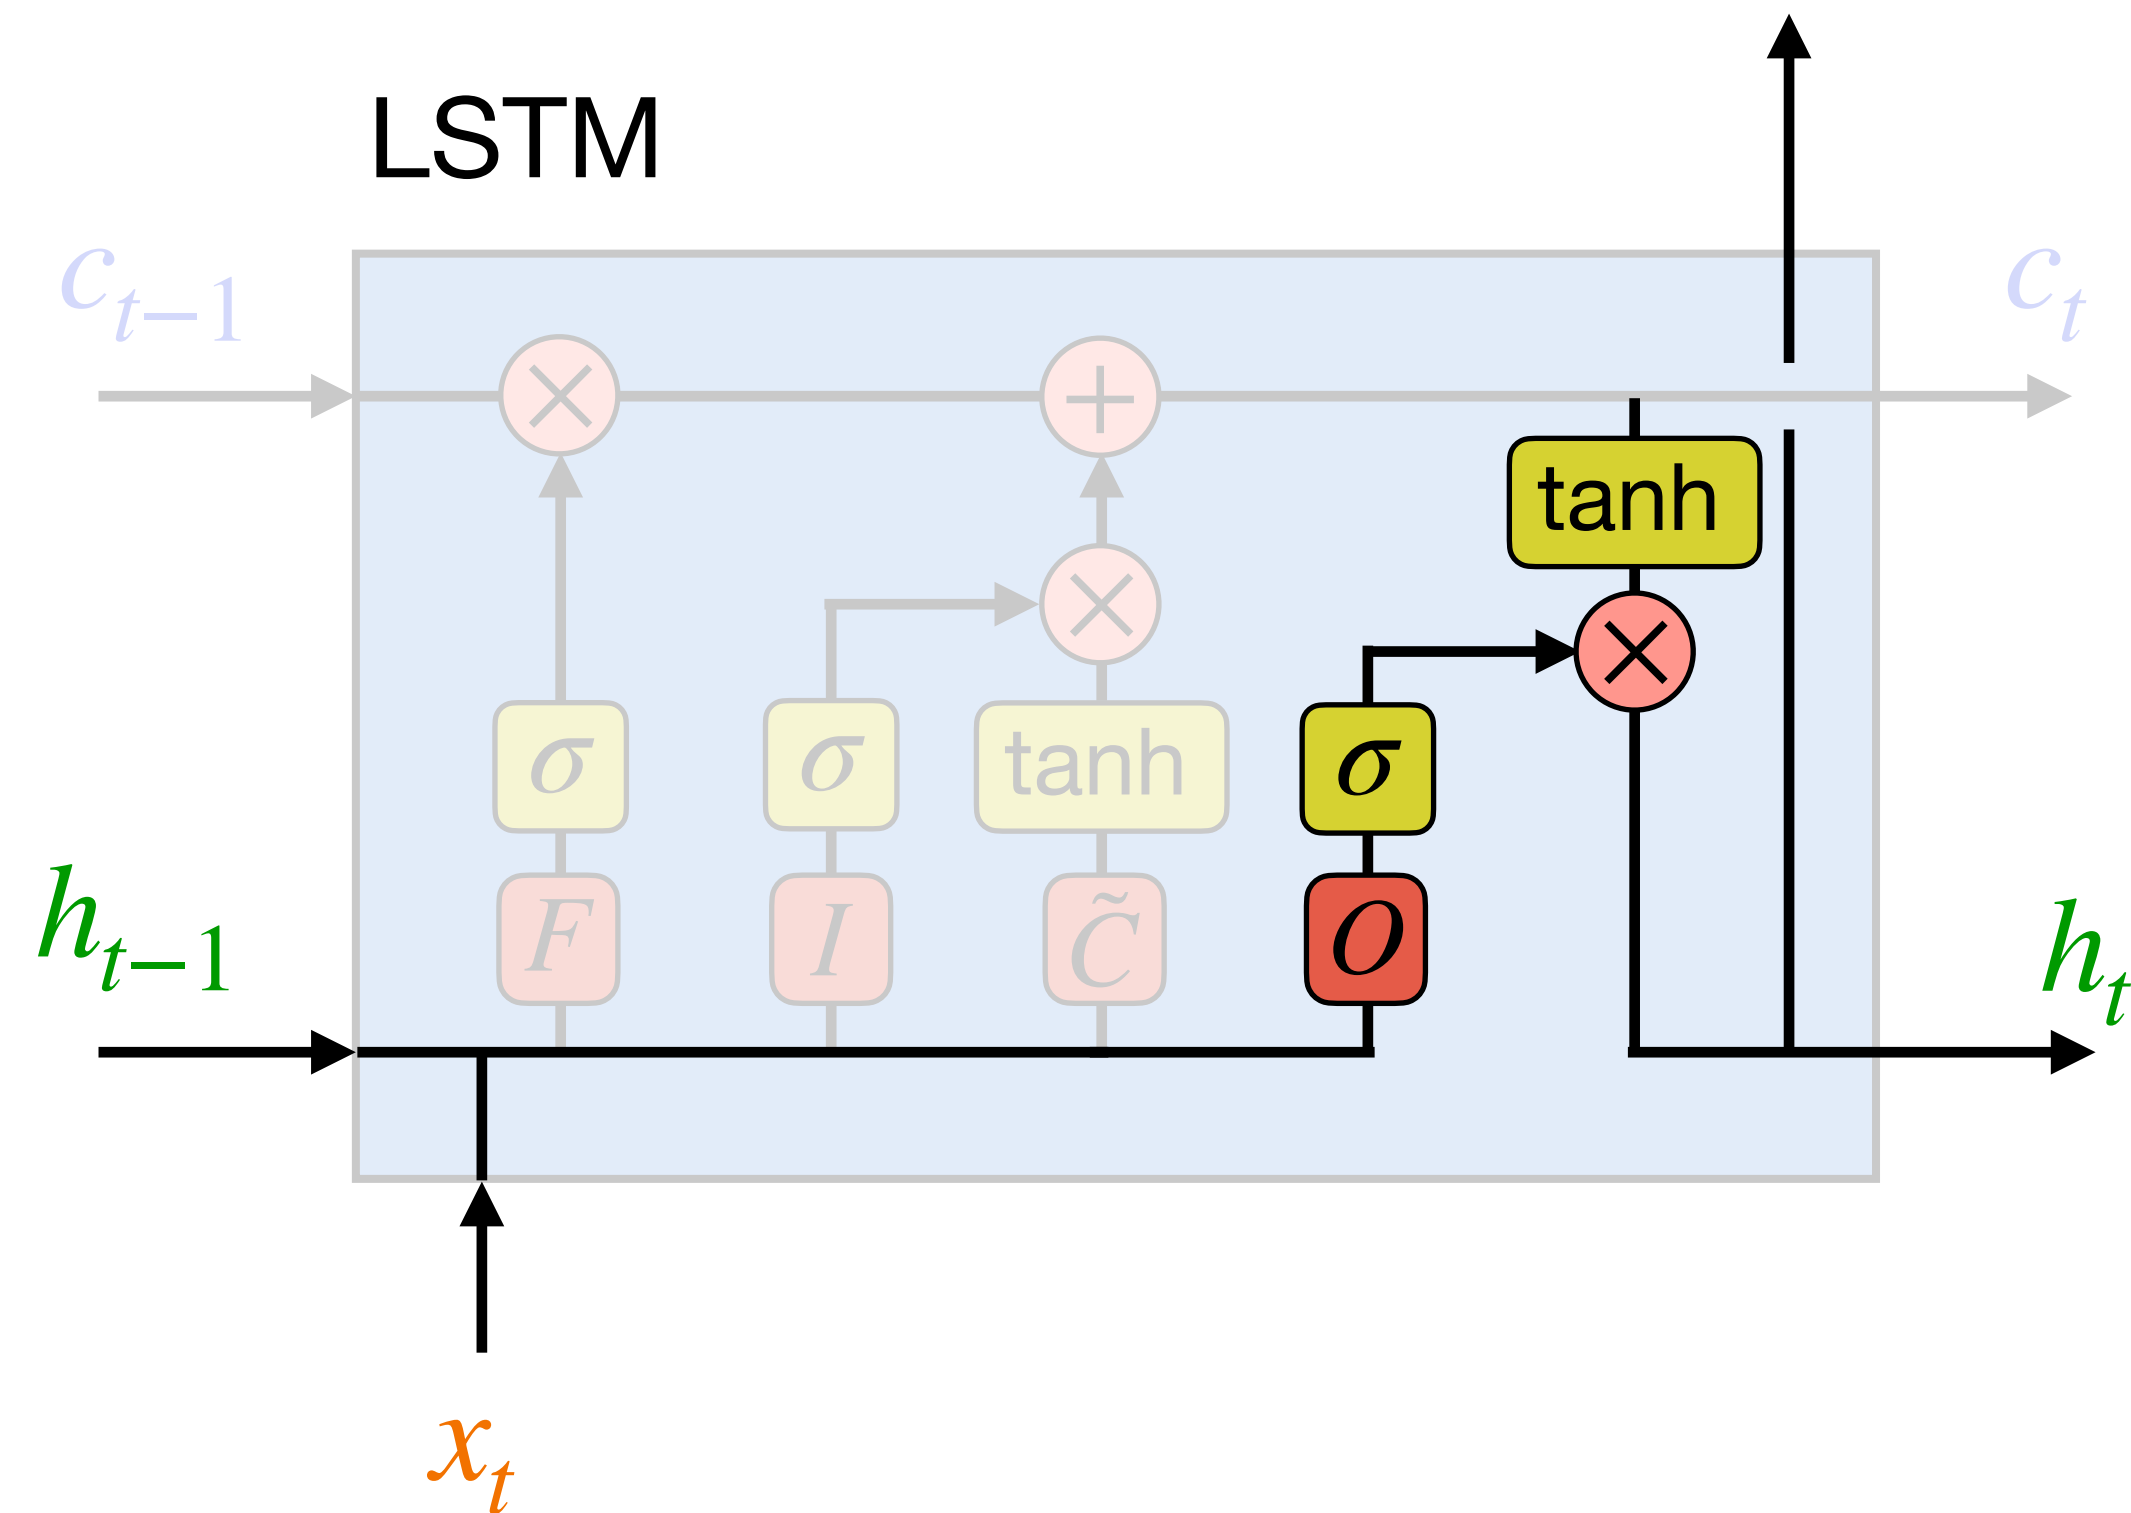 LSTM
c_{t-1}
c_t
×
+
tanh
×
×
σ
σ
tanh
σ
h_{t-1}
F
I
C̃
O
h_t
x_t